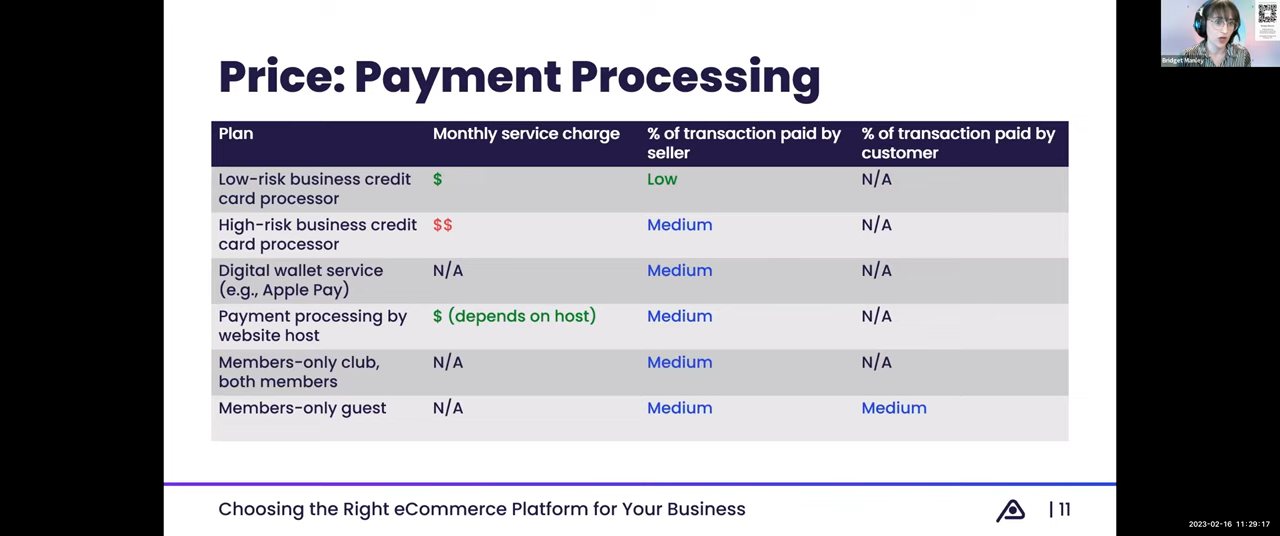 Price: Payment Processing
Plan
Monthly service charge
% of transaction paid by
seller
% of transaction paid by
customer
Low-risk business credit
card processor
$
Low
N/A
High-risk business credit
card processor
$$
Medium
N/A
Digital wallet service
(e.g., Apple Pay)
N/A
Medium
N/A
Payment processing by
website host
$ (depends on host)
Medium
N/A
Members-only club,
both members
N/A
Medium
N/A
Members-only guest
N/A
Medium
Medium
Choosing the Right eCommerce Platform for Your Business
| 11
Bridget Manley
2023-02-16 11:29:17